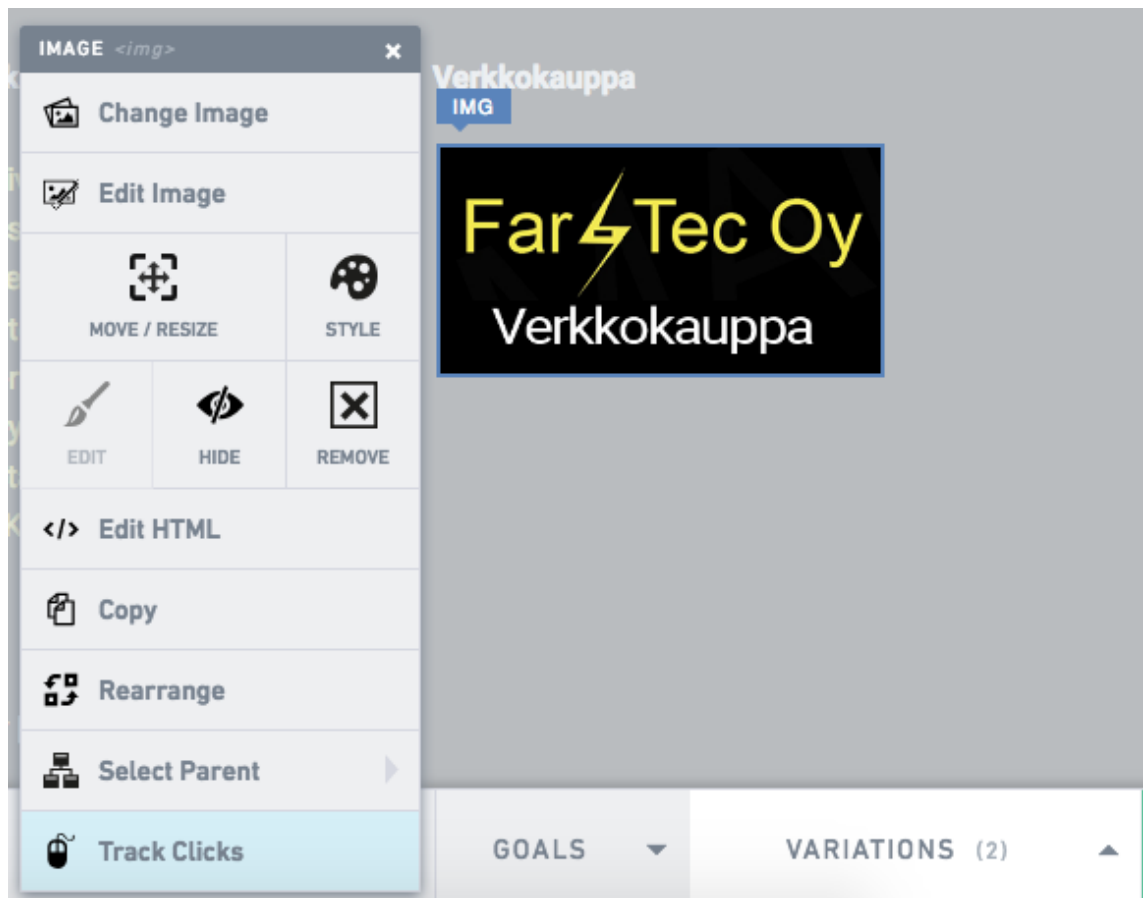 IMAGE <img>
Change Image
Edit Image
MOVE / RESIZE
STYLE
EDIT
HIDE
REMOVE
</> Edit HTML
Copy
Rearrange
Select Parent
Track Clicks
Verkkokauppa
IMG
Far Tec Oy
Verkkokauppa
GOALS
VARIATIONS (2)